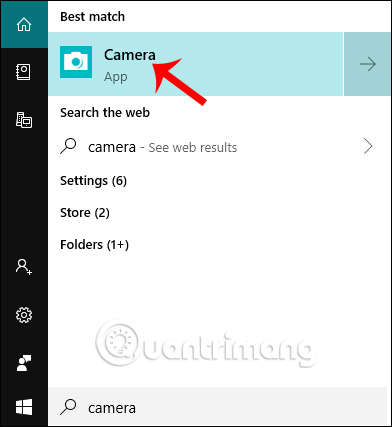 Best match
Camera
App
Search the web
camera - See web results
Settings (6)
Store (2)
Folders (1+)
Quantrimang
camera